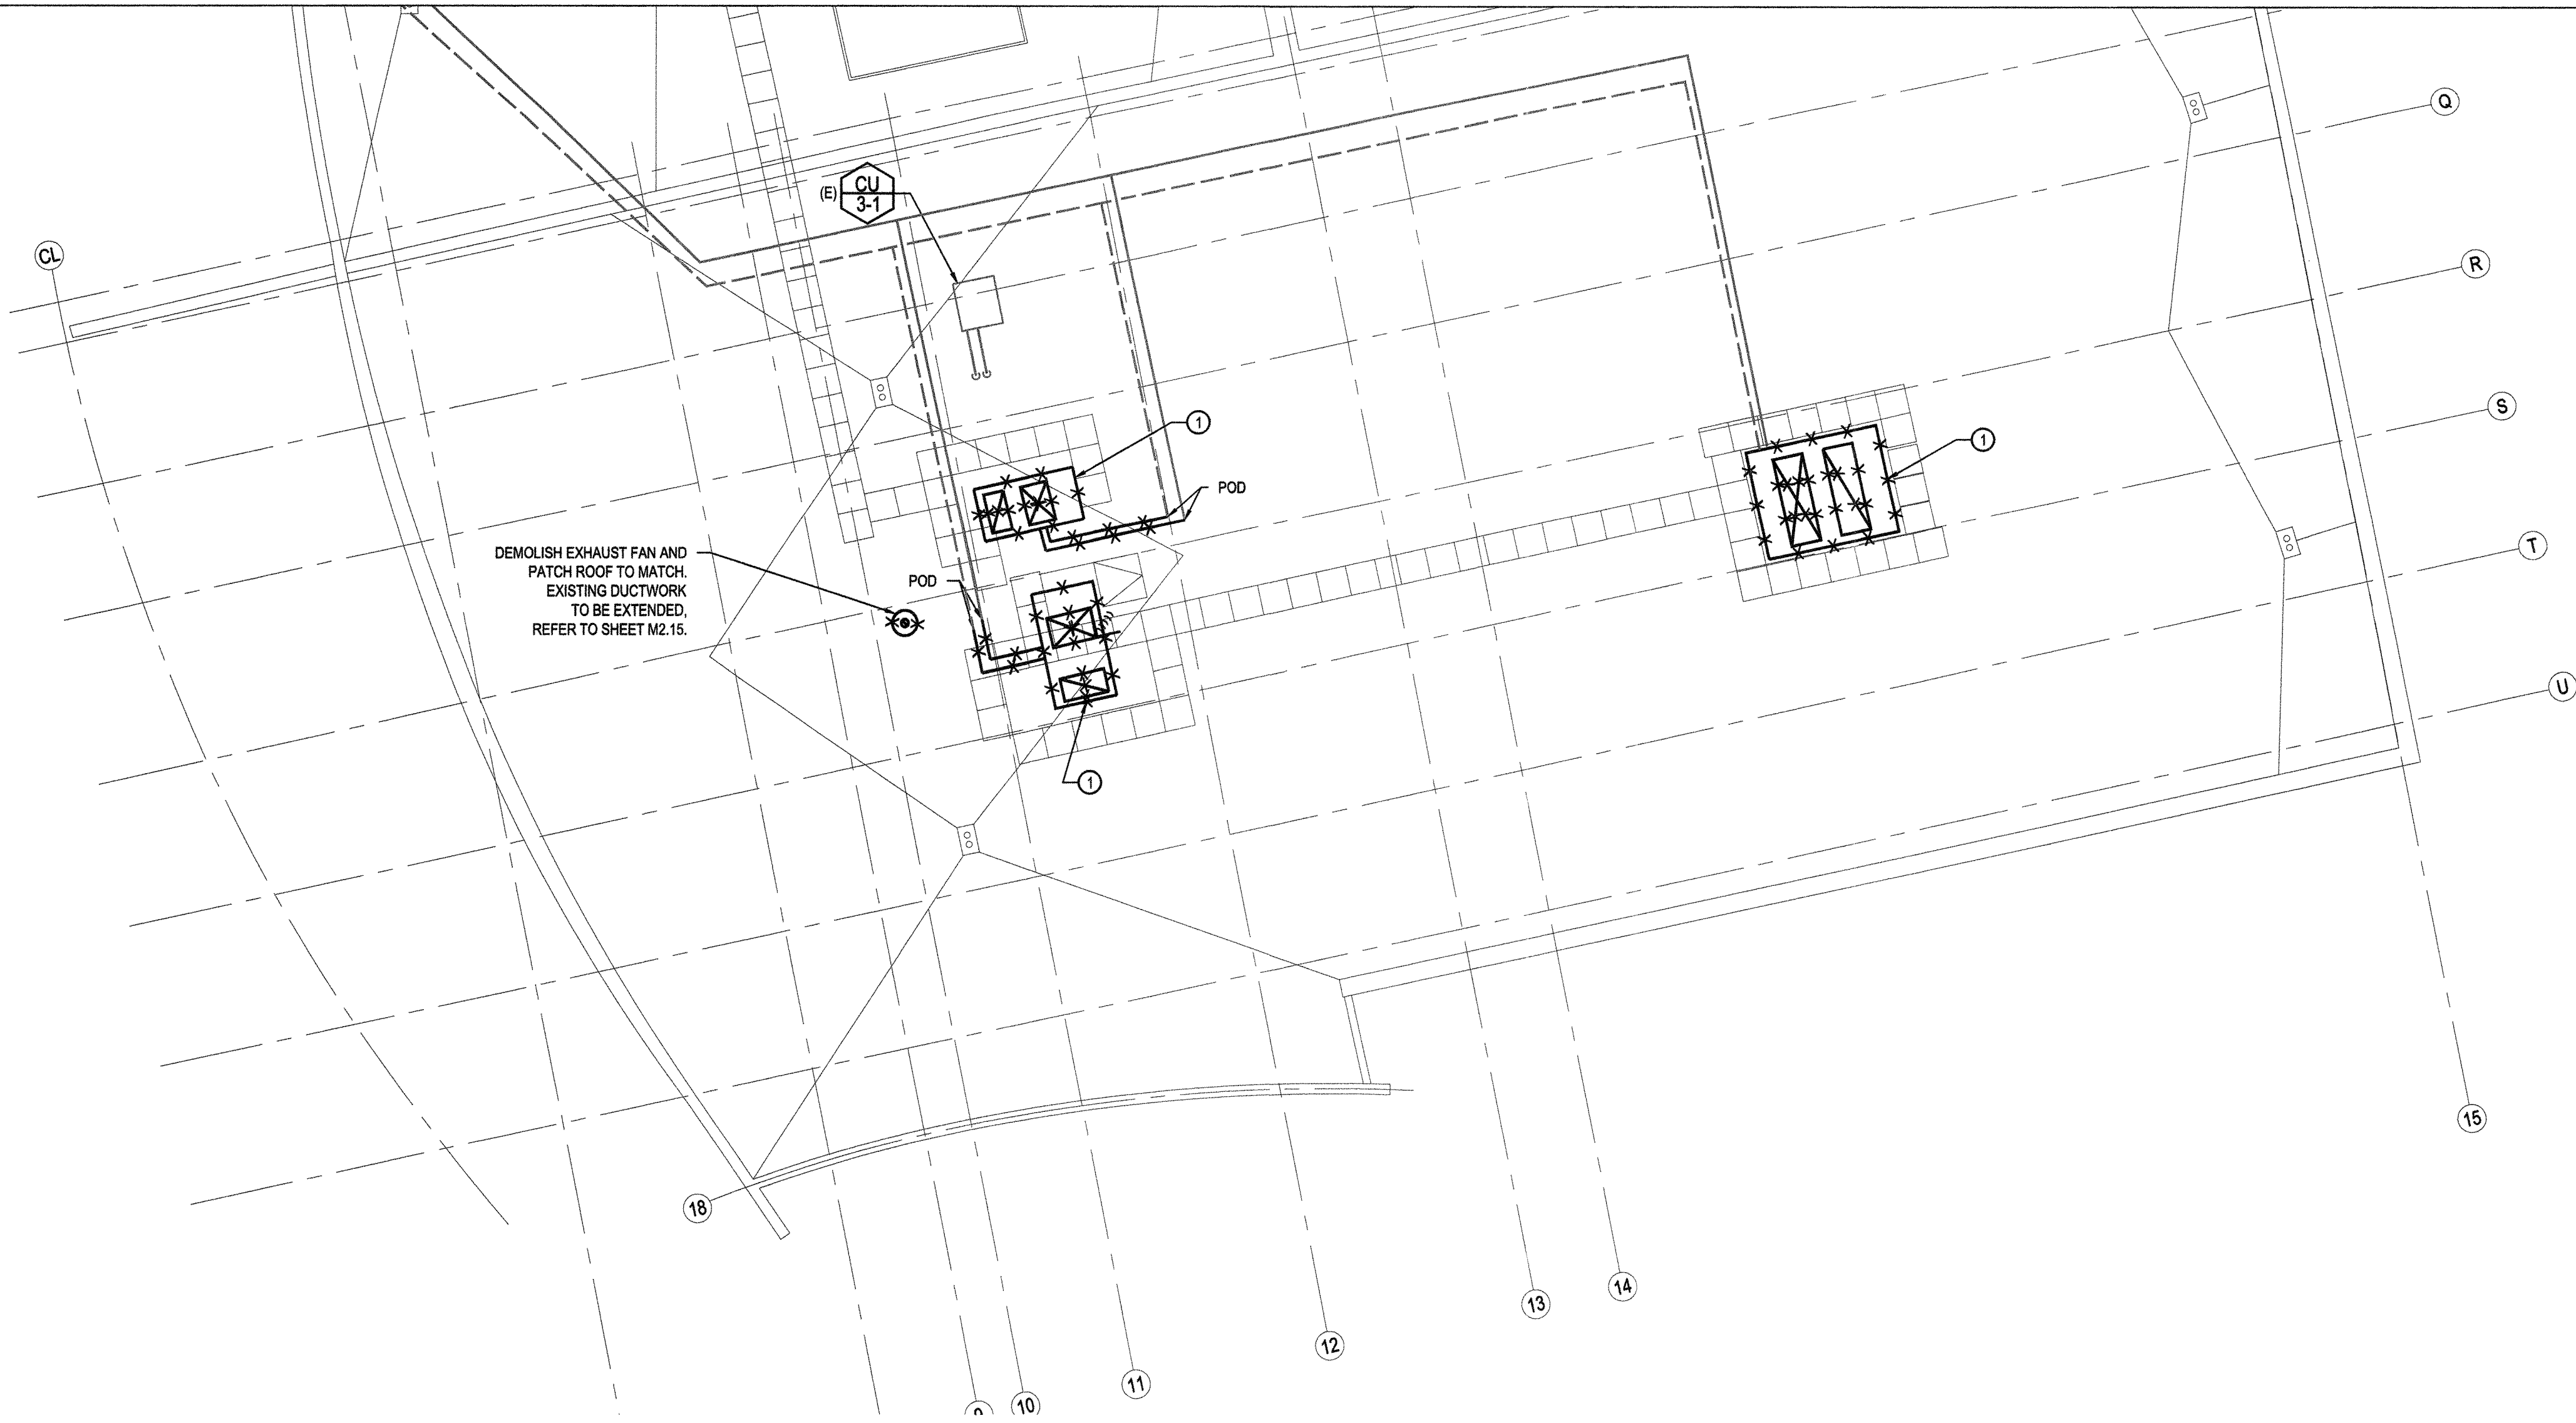 Q
CU
(E)
3-1
CL
R
S
1
1
POD
T
DEMOLISH EXHAUST FAN AND
PATCH ROOF TO MATCH.
EXISTING DUCTWORK
TO BE EXTENDED,
REFER TO SHEET M2.15.
POD
U
1
15
18
14
13
12
11
10